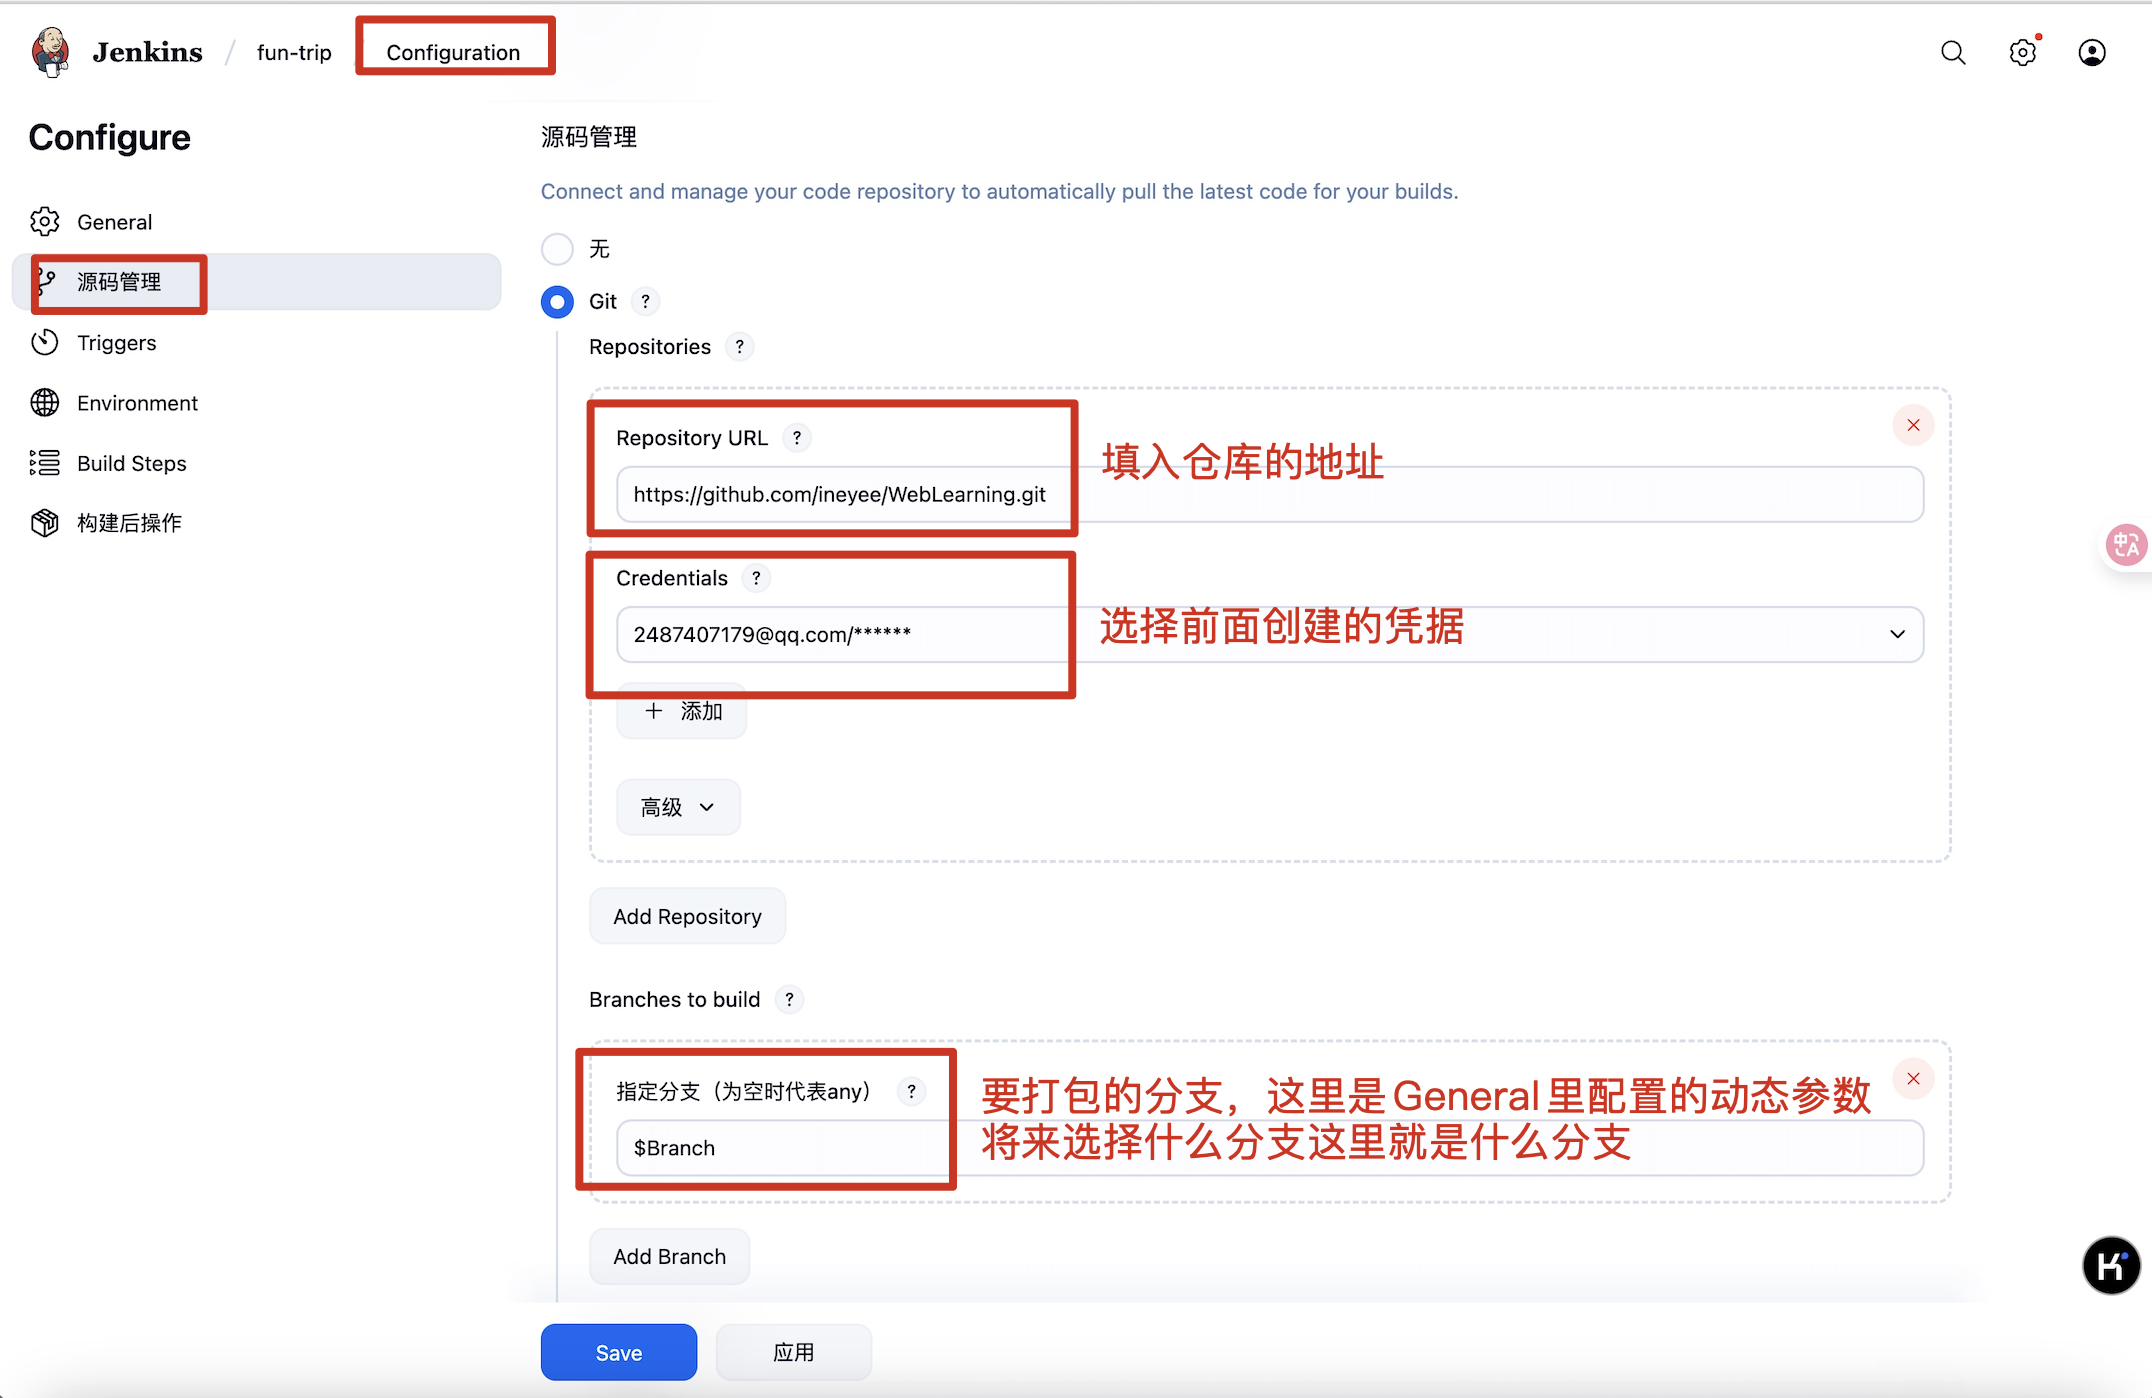 Jenkins / fun-trip Configuration
Configure
General
源码管理
Triggers
Environment
Build Steps
构建后操作
源码管理
Connect and manage your code repository to automatically pull the latest code for your builds.
无
Git ?
Repositories ?
Repository URL ?
填入仓库的地址
https://github.com/ineyee/WebLearning.git
Credentials ?
选择前面创建的凭据
2487407179@qq.com/******
+ 添加
高级
Add Repository
Branches to build ?
指定分支（为空时代表any） ?
要打包的分支，这里是General里配置的动态参数
将来选择什么分支这里就是什么分支
$Branch
Add Branch
Save
应用
中A
K